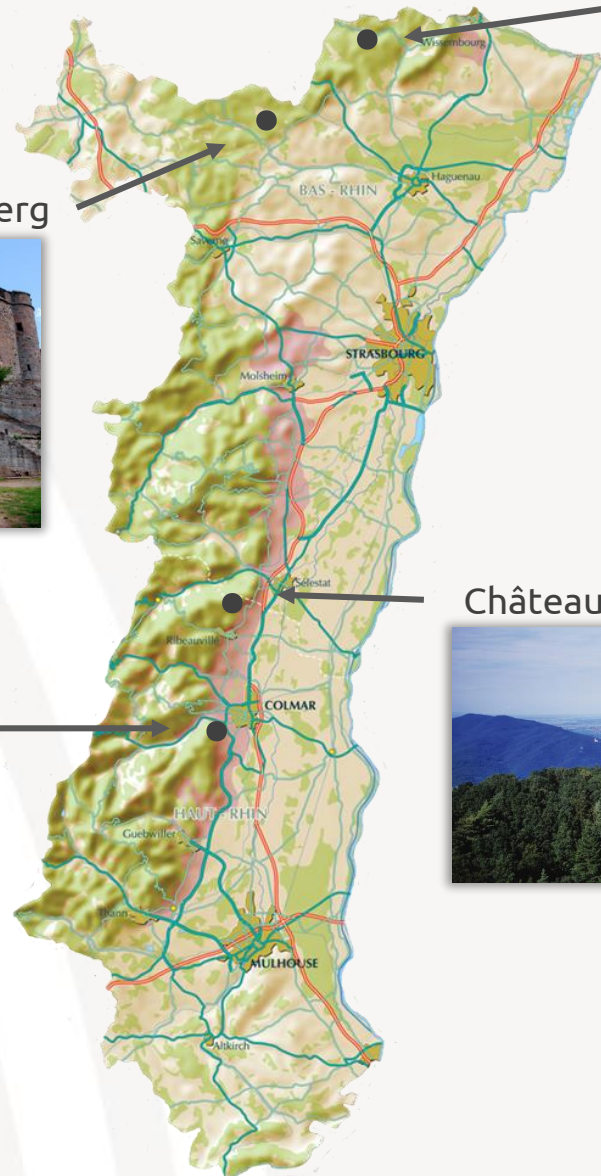 Wissembourg
Haguenau
BAS - RHIN
erg
Saverne
STRASBOURG
Molsheim
Sélestat
Château
Ribeauvillé
COLMAR
HAUT - RHIN
Guebwiller
Thann
MULHOUSE
Altkirch